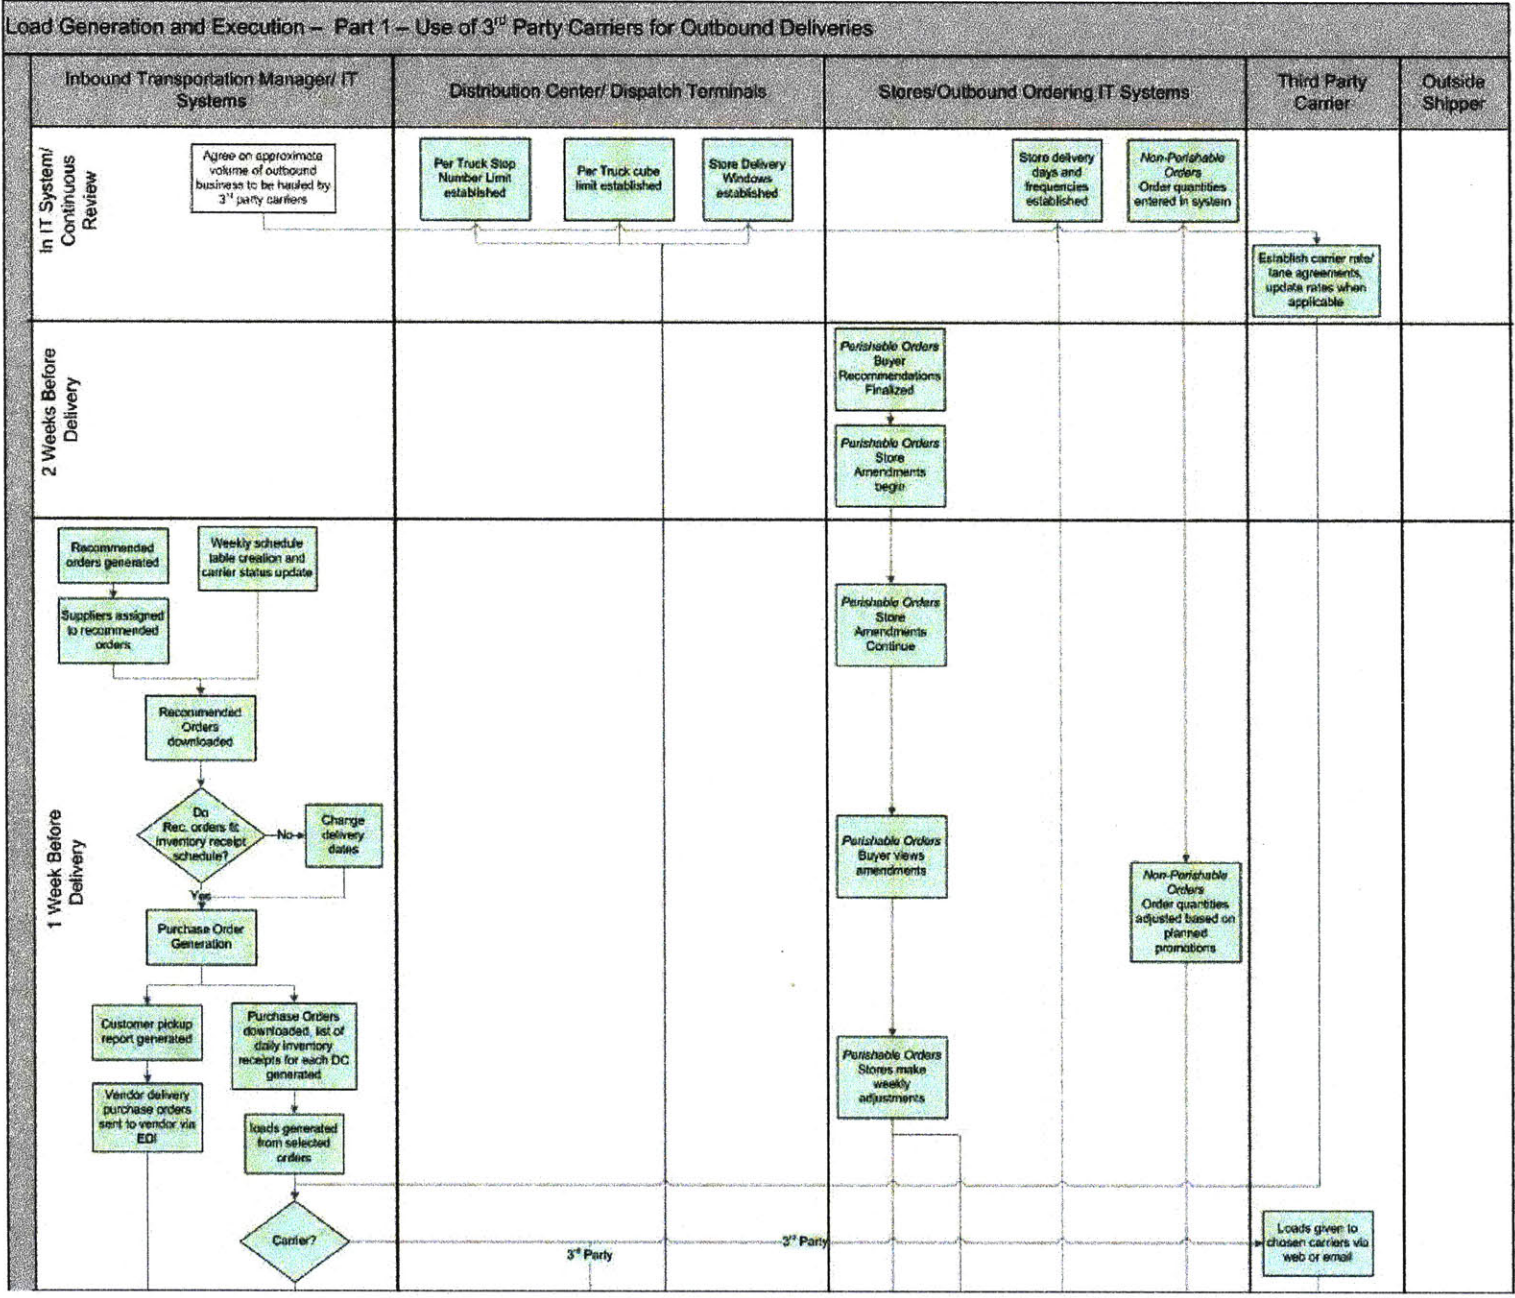 Load Generation and Execution – Part 1 – Use of 3rd Party Carriers for Outbound Deliveries
Inbound Transportation Manager/ IT
Systems
Distribution Center/ Dispatch Terminals
Stores/Outbound Ordering IT Systems
Third Party
Carrier
Outside
Shipper
In IT System/
Continuous
Review
Agree on approximate
volume of outbound
business to be hauled by
3rd party carriers
Per Truck Stop
Number Limit
established
Per Truck cube
limit established
Store Delivery
Windows
established
Store delivery
days and
frequencies
established
Non-Perishable
Orders
Order quantities
entered in system
Establish carrier rate/
lane agreements,
update rates when
applicable
2 Weeks Before
Delivery
Perishable Orders
Buyer
Recommendations
Finalized
Perishable Orders
Store
Amendments
begin
1 Week Before
Delivery
Recommended
orders generated
Weekly schedule
table creation and
carrier status update
Suppliers assigned
to recommended
orders
Perishable Orders
Store
Amendments
Continue
Recommended
Orders
downloaded
Do
Rec. orders fit
inventory receipt
schedule?
No
Change
delivery
dates
Yes
Perishable Orders
Buyer views
amendments
Non-Perishable
Orders
Order quantities
adjusted based on
planned
promotions
Purchase Order
Generation
Customer pickup
report generated
Purchase Orders
downloaded, list of
daily inventory
receipts for each DC
generated
Perishable Orders
Stores make
weekly
adjustments
Vendor delivery
purchase orders
sent to vendor via
EDI
loads generated
from selected
orders
Carrier?
3rd Party
3rd Party
Loads given to
chosen carriers via
web or email